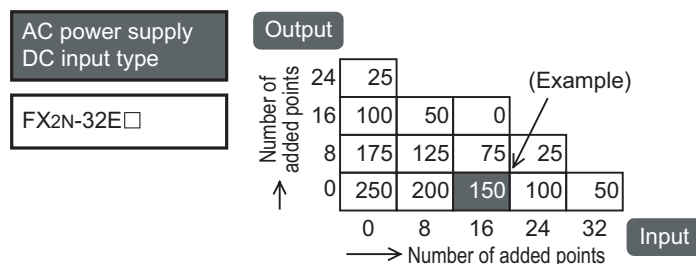 AC power supply
DC input type
FX2N-32E□
Output
Number of
added points
24 25
16 100 50 0
8 175 125 75 25
0 250 200 150 100 50
0 8 16 24 32
(Example)
Input
Number of added points